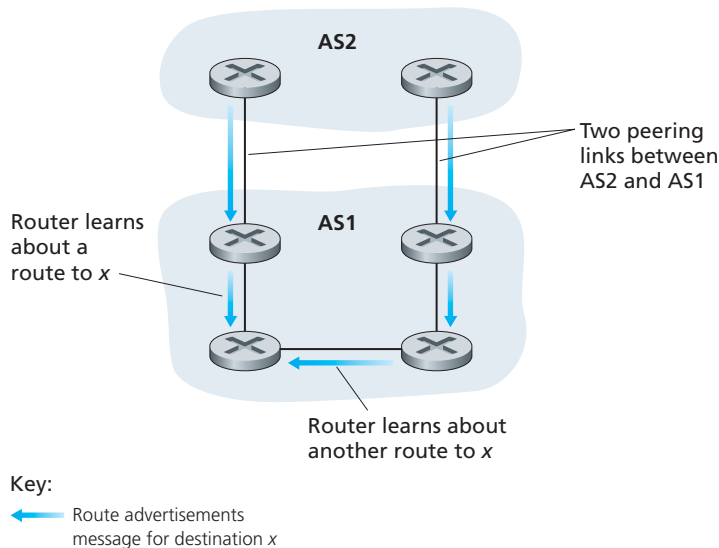 AS2
Two peering
links between
AS2 and AS1
AS1
Router learns
about a
route to x
Router learns about
another route to x
Key:
Route advertisements
message for destination x